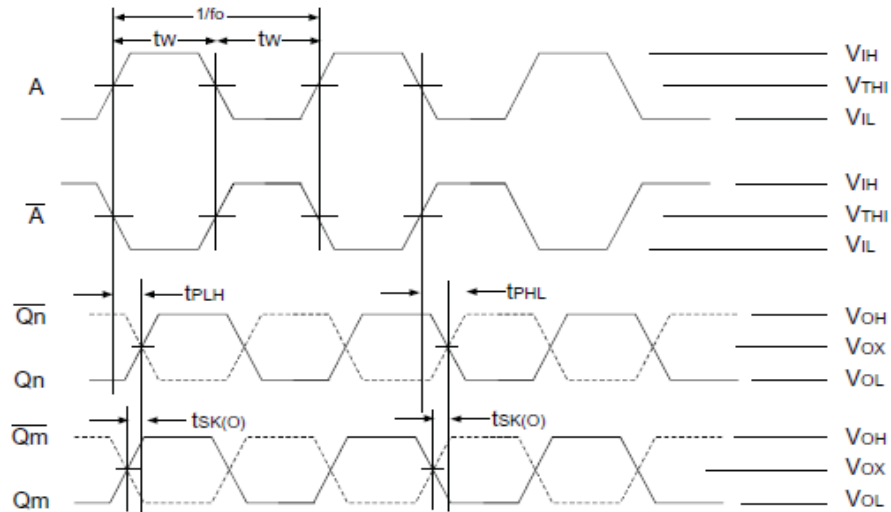 1/fo
tW tW
VIH
A VTHI
VIL
VIH
A VTHI
VIL
tPLH tPHL
Qn VOH
VOX
Qn VOL
tSK(O) tSK(O)
Qm VOH
VOX
Qm VOL